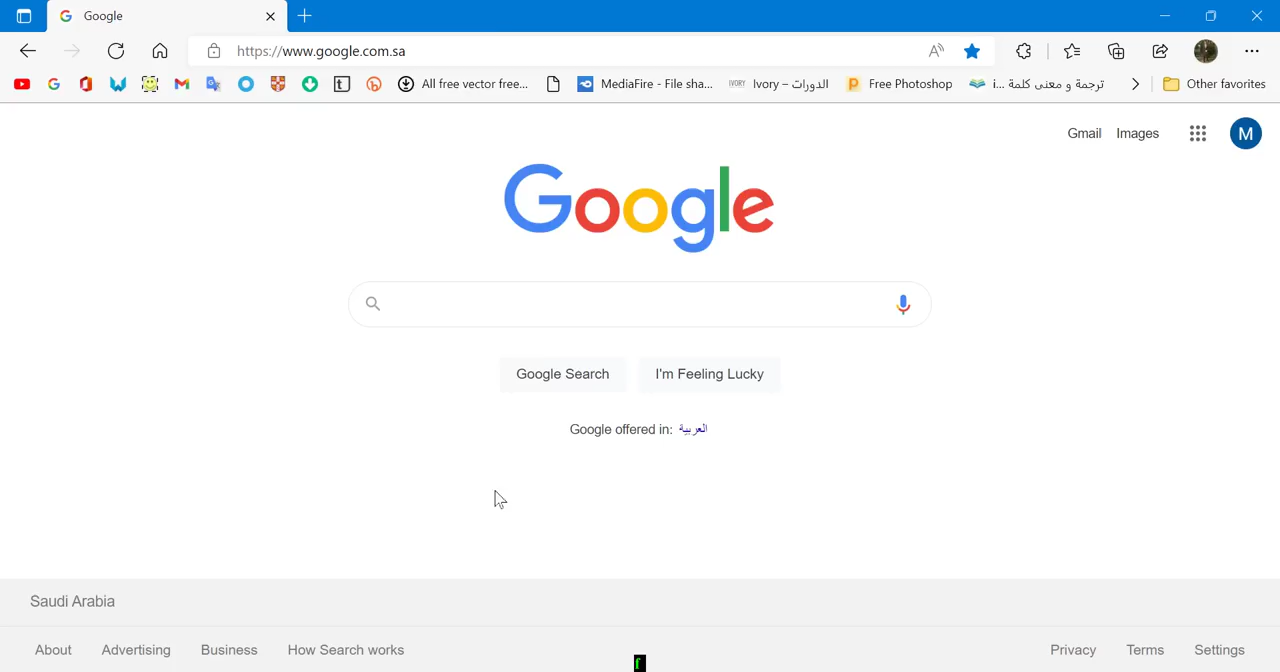 Google
https://www.google.com.sa
All free vector free...
MediaFire - File sha...
IVORY
Ivory – الدورات
Free Photoshop
ترجمة و معنى كلمة i...
Other favorites
Gmail
Images
M
Google
Google Search
I'm Feeling Lucky
Google offered in: العربية
Saudi Arabia
About
Advertising
Business
How Search works
Privacy
Terms
Settings